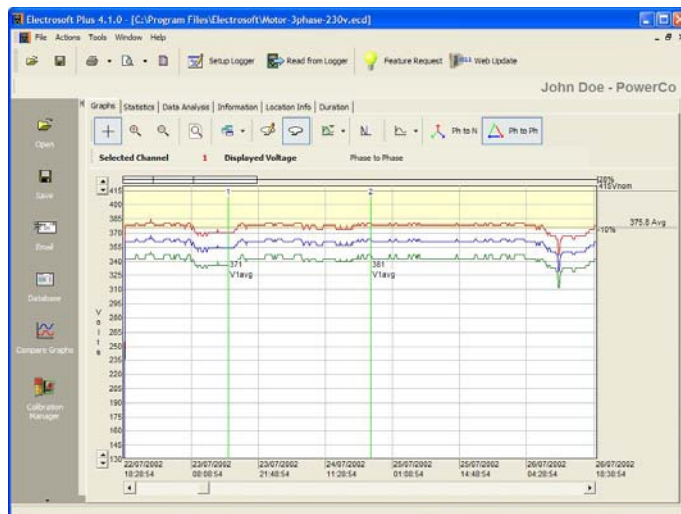 Electrosoft Plus 4.1.0 - [C:\Program Files\Electrosoft\Motor-3phase-230v.ecd]
File Actions Tools Window Help
Setup Logger Read from Logger Feature Request Web Update
John Doe - PowerCo
Graphs Statistics Data Analysis Information Location Info Duration
Open
Save
Email
Database
Compare Graphs
Calibration Manager
Ph to N Ph to Ph
Selected Channel 1 Displayed Voltage Phase to Phase
415Vnom
375.8 Avg
-10%
1
2
371
V1avg
381
V1avg
Volts
415
400
385
370
355
340
325
310
295
280
265
250
235
220
205
190
175
160
145
130
22/07/2002 23/07/2002 23/07/2002 24/07/2002 25/07/2002 25/07/2002 26/07/2002 26/07/2002
18:28:54 08:08:54 21:48:54 11:28:54 01:08:54 14:48:54 04:28:54 18:38:54